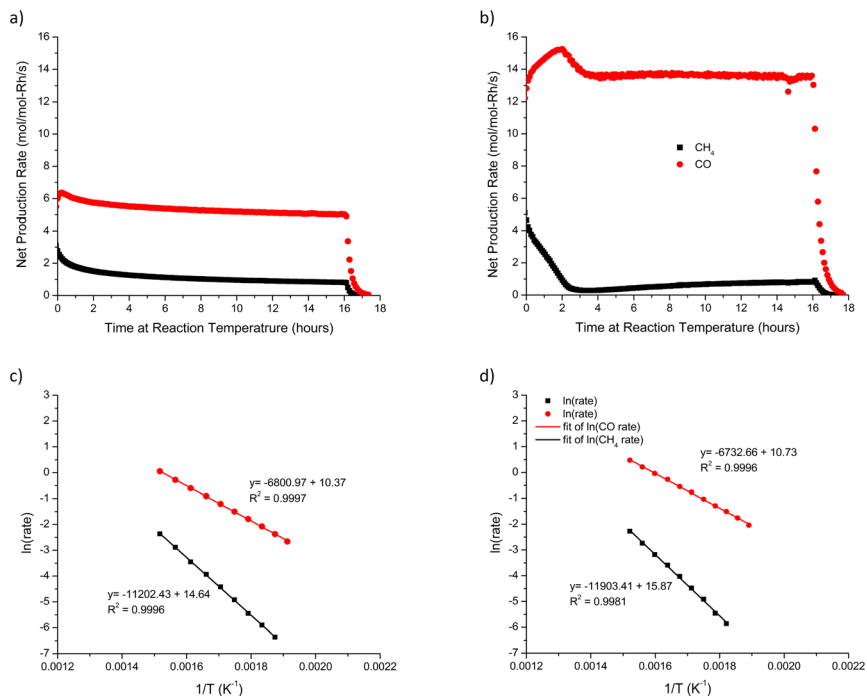 a)
16
14
12
10
8
6
4
2
0
Net Production Rate (mol/mol-Rh/s)
0 2 4 6 8 10 12 14 16 18
Time at Reaction Temperatrure (hours)
b)
16
14
12
10
8
6
4
2
0
Net Production Rate (mol/mol-Rh/s)
CH₄
CO
0 2 4 6 8 10 12 14 16 18
Time at Reaction Temperature (hours)
c)
3
2
1
0
-1
-2
-3
-4
-5
-6
-7
ln(rate)
y= -6800.97 + 10.37
R² = 0.9997
y= -11202.43 + 14.64
R² = 0.9996
0.0012 0.0014 0.0016 0.0018 0.0020 0.0022
1/T (K⁻¹)
d)
3
2
1
0
-1
-2
-3
-4
-5
-6
-7
ln(rate)
ln(rate)
ln(rate)
fit of ln(CO rate)
fit of ln(CH₄ rate)
y= -6732.66 + 10.73
R² = 0.9996
y= -11903.41 + 15.87
R² = 0.9981
0.0012 0.0014 0.0016 0.0018 0.0020 0.0022
1/T (K⁻¹)